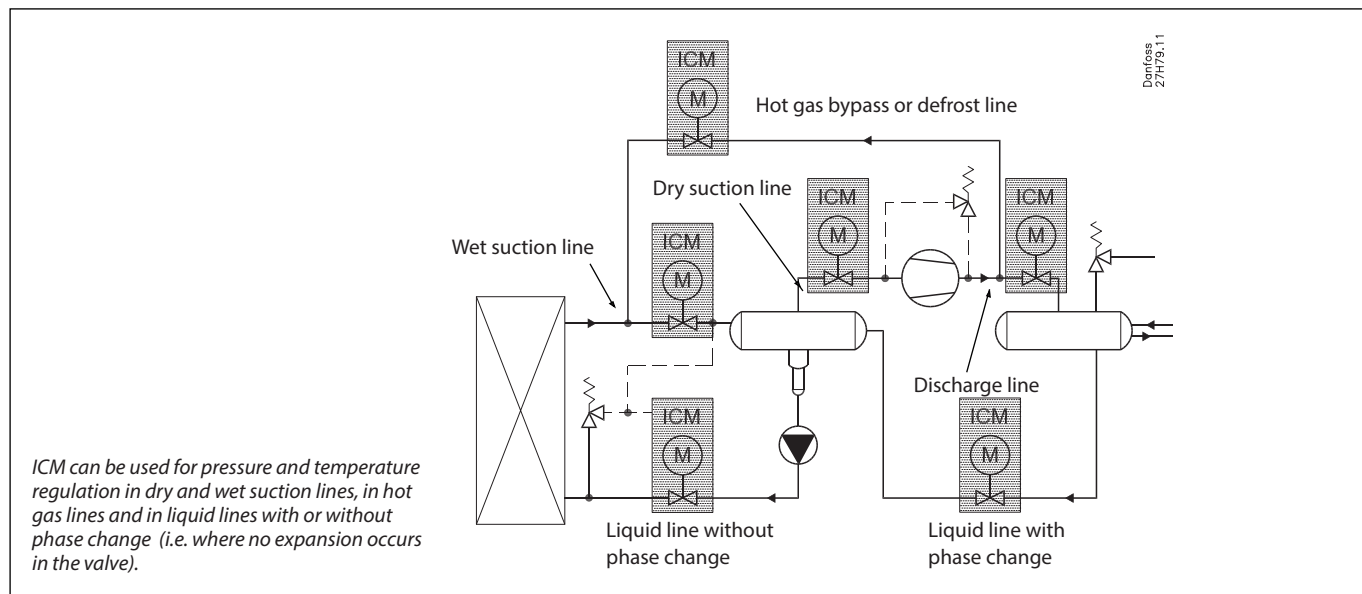 ICM
M
Danfoss
27H79.11
Hot gas bypass or defrost line
Dry suction line
ICM
M
ICM
M
Wet suction line
ICM
M
Discharge line
ICM
M
ICM
M
Liquid line without
phase change
Liquid line with
phase change
ICM can be used for pressure and temperature
regulation in dry and wet suction lines, in hot
gas lines and in liquid lines with or without
phase change  (i.e. where no expansion occurs
in the valve).